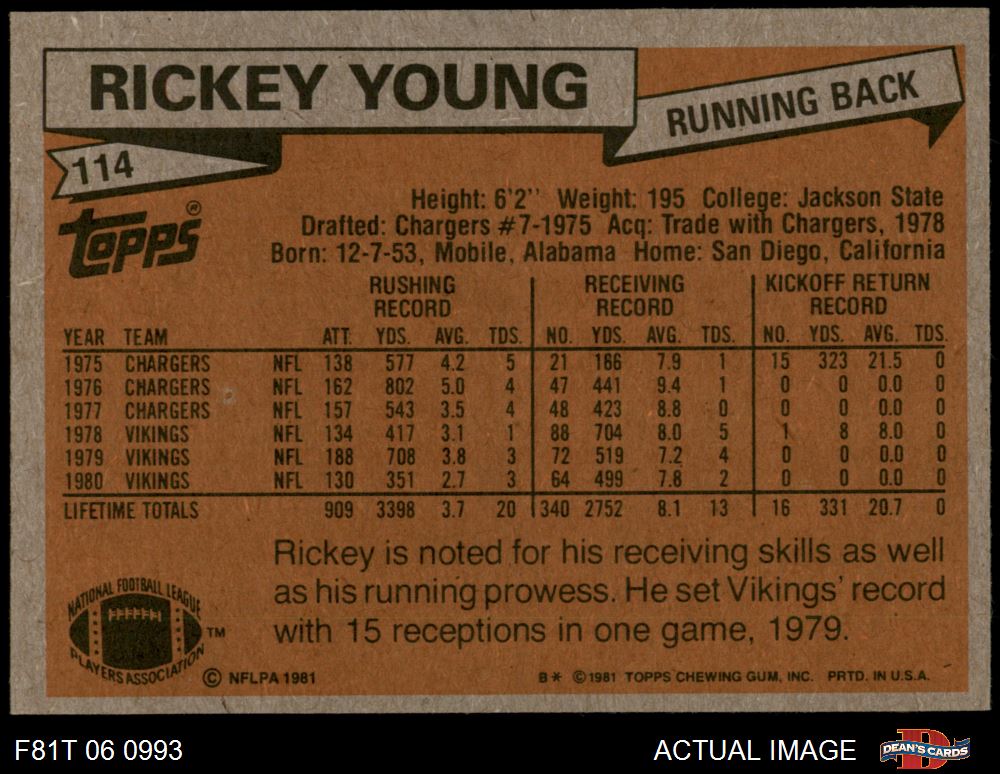 RICKEY YOUNG
RUNNING BACK
114
Topps®
Height: 6'2'' Weight: 195 College: Jackson State
Drafted: Chargers #7-1975 Acq: Trade with Chargers, 1978
Born: 12-7-53, Mobile, Alabama Home: San Diego, California
RUSHING RECORD RECEIVING RECORD KICKOFF RETURN RECORD
YEAR TEAM ATT. YDS. AVG. TDS. NO. YDS. AVG. TDS. NO. YDS. AVG. TDS.
1975 CHARGERS NFL 138 577 4.2 5 21 166 7.9 1 15 323 21.5 0
1976 CHARGERS NFL 162 802 5.0 4 47 441 9.4 1 0 0 0.0 0
1977 CHARGERS NFL 157 543 3.5 4 48 423 8.8 0 0 0 0.0 0
1978 VIKINGS NFL 134 417 3.1 1 88 704 8.0 5 1 8 8.0 0
1979 VIKINGS NFL 188 708 3.8 3 72 519 7.2 4 0 0 0.0 0
1980 VIKINGS NFL 130 351 2.7 3 64 499 7.8 2 0 0 0.0 0
LIFETIME TOTALS 909 3398 3.7 20 340 2752 8.1 13 16 331 20.7 0
Rickey is noted for his receiving skills as well
as his running prowess. He set Vikings' record
with 15 receptions in one game, 1979.
NATIONAL FOOTBALL LEAGUE
PLAYERS ASSOCIATION
TM
© NFLPA 1981
B* © 1981 TOPPS CHEWING GUM, INC. PRTD. IN U.S.A.
F81T 06 0993
ACTUAL IMAGE
DEAN'S CARDS